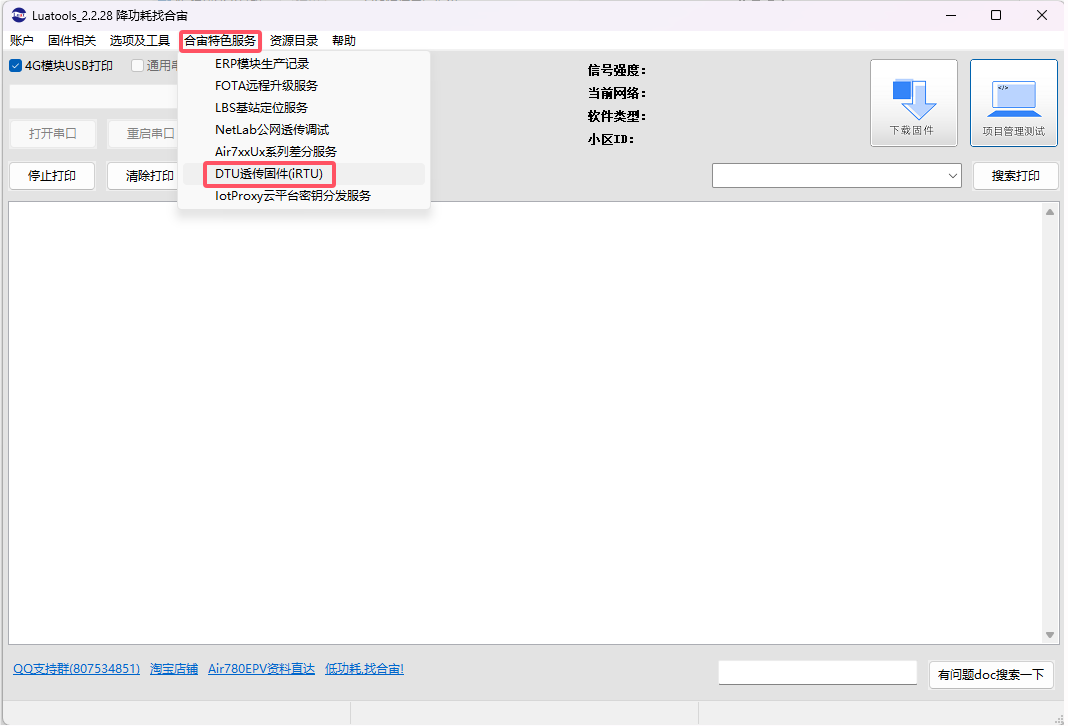 Luatools_2.2.28 降功耗找合宙
账户 固件相关 选项及工具 合宙特色服务 资源目录 帮助
4G模块USB打印 通用
ERP模块生产记录
FOTA远程升级服务
LBS基站定位服务
NetLab公网透传调试
Air7xxUx系列差分服务
DTU透传固件(iRTU)
IotProxy云平台密钥分发服务
打开串口 重启串口
停止打印 清除打印
信号强度：
当前网络：
软件类型：
小区ID：
下载固件
</>
项目管理测试
搜索打印
QQ支持群(807534851) 淘宝店铺 Air780EPV资料直达 低功耗,找合宙!
有问题doc搜索一下